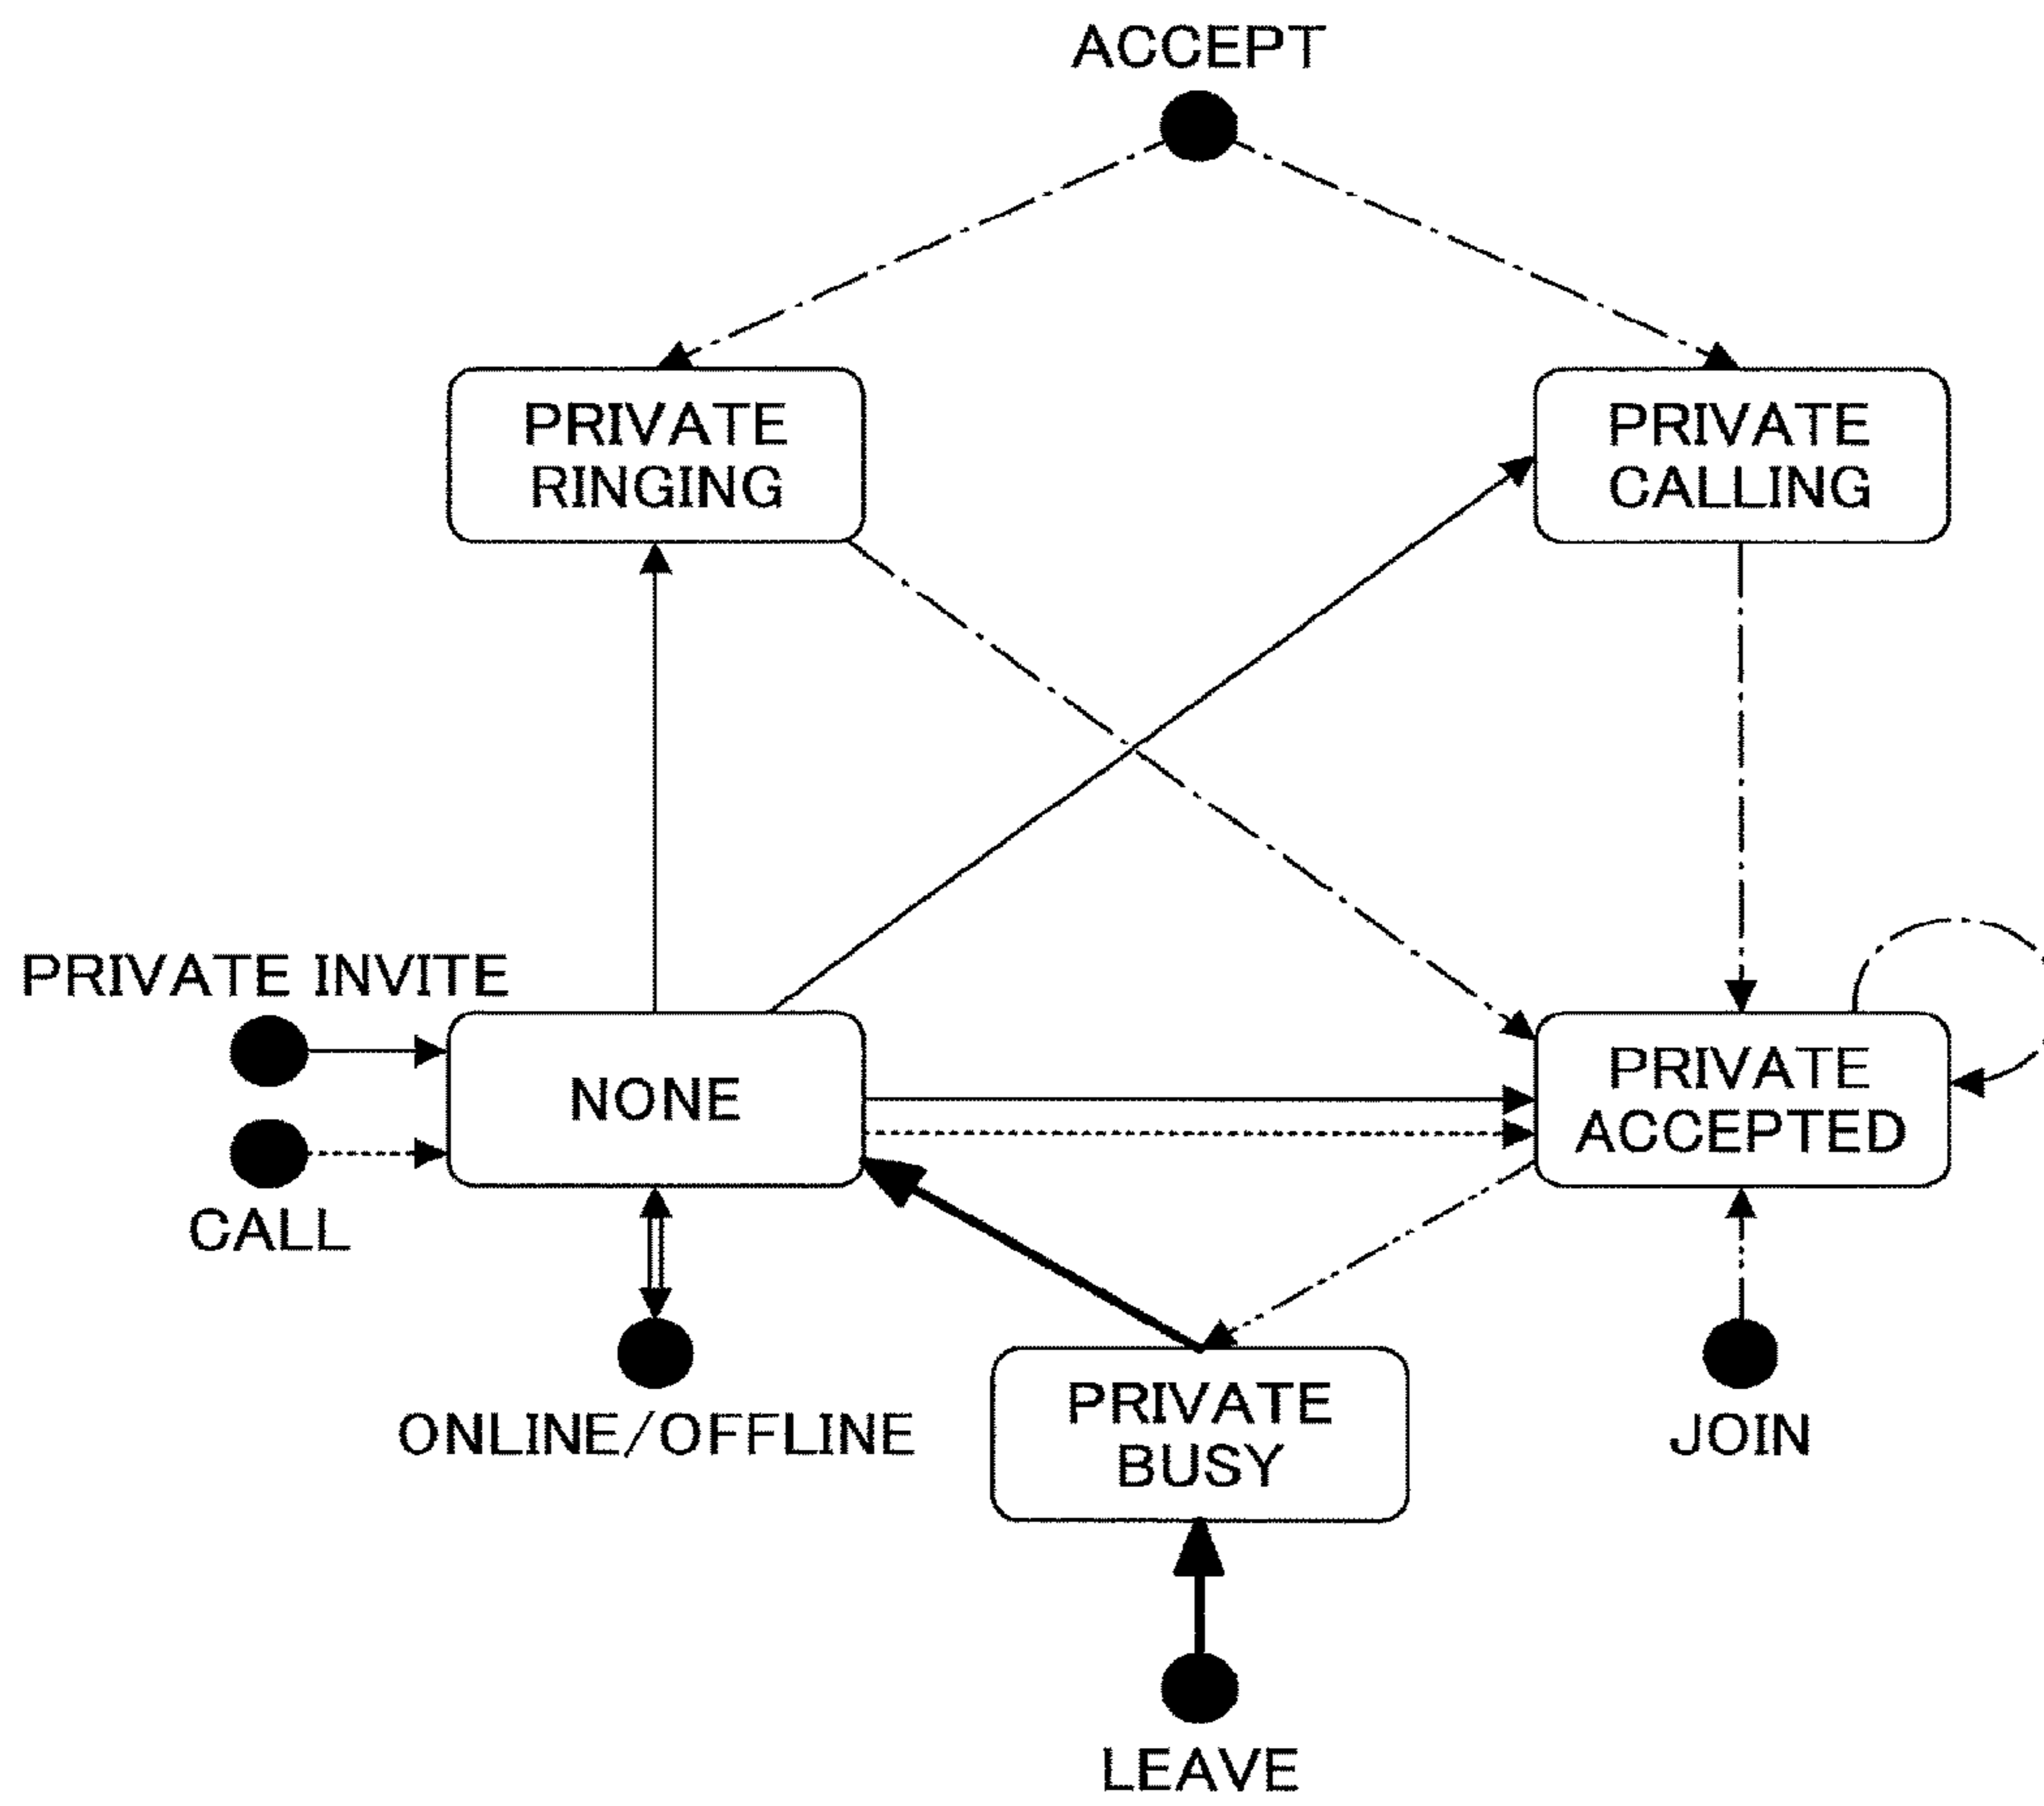 ACCEPT
PRIVATE
RINGING
PRIVATE
CALLING
PRIVATE INVITE
NONE
CALL
PRIVATE
ACCEPTED
ONLINE/OFFLINE
PRIVATE
BUSY
JOIN
LEAVE